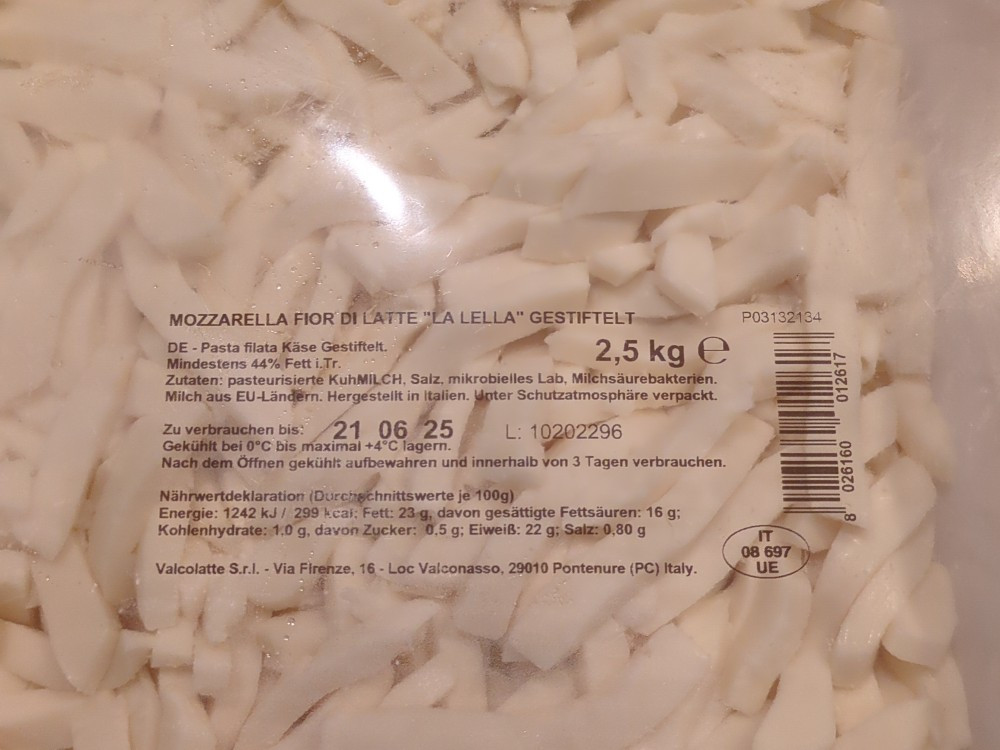 MOZZARELLA FIOR DI LATTE "LA LELLA" GESTIFTELT
P03132134
DE - Pasta filata Käse Gestiftelt.
2,5 kg ℮
Mindestens 44% Fett i.Tr.
Zutaten: pasteurisierte KuhMILCH, Salz, mikrobielles Lab, Milchsäurebakterien.
Milch aus EU-Ländern. Hergestellt in Italien. Unter Schutzatmosphäre verpackt.
Zu verbrauchen bis: 21 06 25 L: 10202296
Gekühlt bei 0°C bis maximal +4°C lagern.
Nach dem Öffnen gekühlt aufbewahren und innerhalb von 3 Tagen verbrauchen.
Nährwertdeklaration (Durchschnittswerte je 100g)
Energie: 1242 kJ / 299 kcal; Fett: 23 g, davon gesättigte Fettsäuren: 16 g;
Kohlenhydrate: 1,0 g, davon Zucker: 0,5 g; Eiweiß: 22 g; Salz: 0,80 g
Valcolatte S.r.l. - Via Firenze, 16 - Loc Valconasso, 29010 Pontenure (PC) Italy.
8 026160 012617
IT
08 697
UE